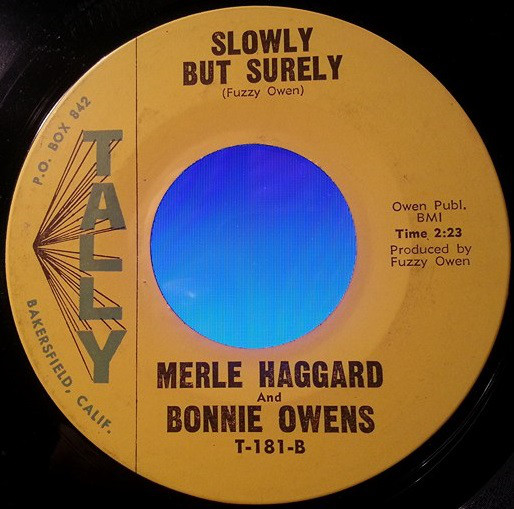 SLOWLY
BUT SURELY
(Fuzzy Owen)
P.O. BOX 842
TALLY
BAKERSFIELD, CALIF.
Owen Publ.
BMI
Time 2:23
Produced by
Fuzzy Owen
MERLE HAGGARD
And
BONNIE OWENS
T-181-B